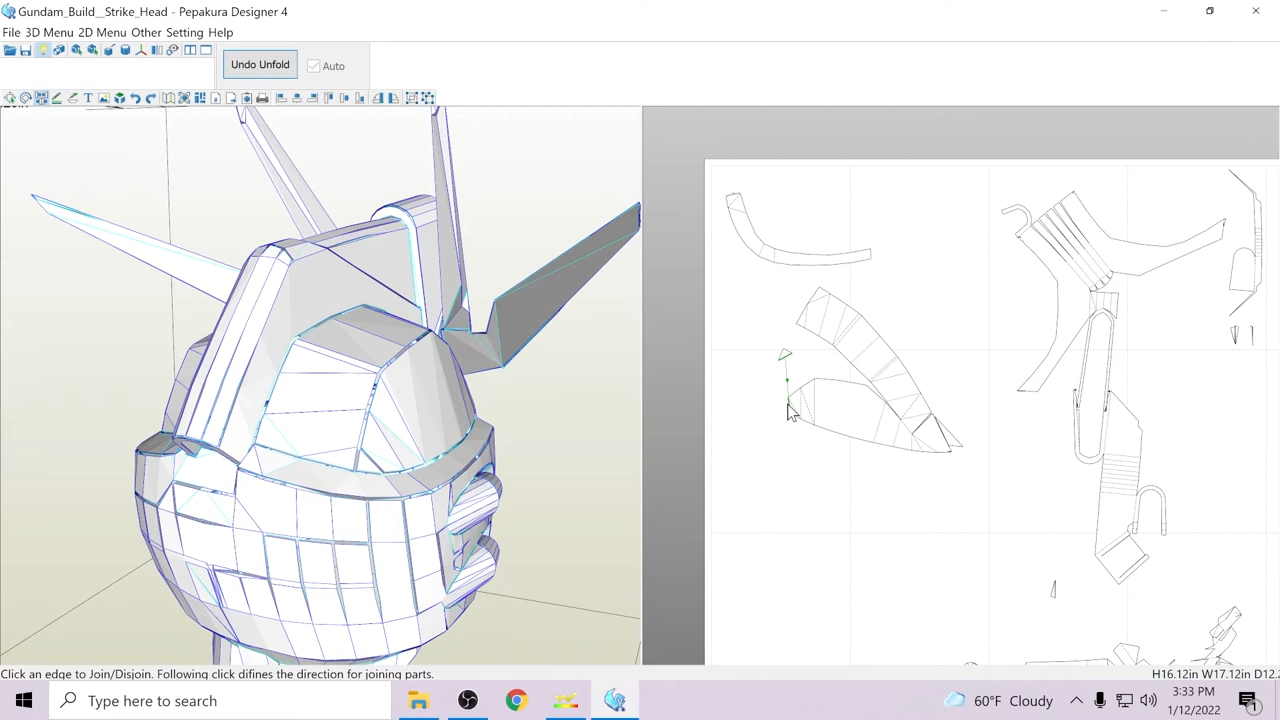 Gundam_Build__Strike_Head - Pepakura Designer 4
File 3D Menu 2D Menu Other Setting Help
Undo Unfold
Auto
Click an edge to Join/Disjoin. Following click difines the direction for joining parts.
H16.12in W17.12in D12.
Type here to search
60°F Cloudy
3:33 PM
1/12/2022
1